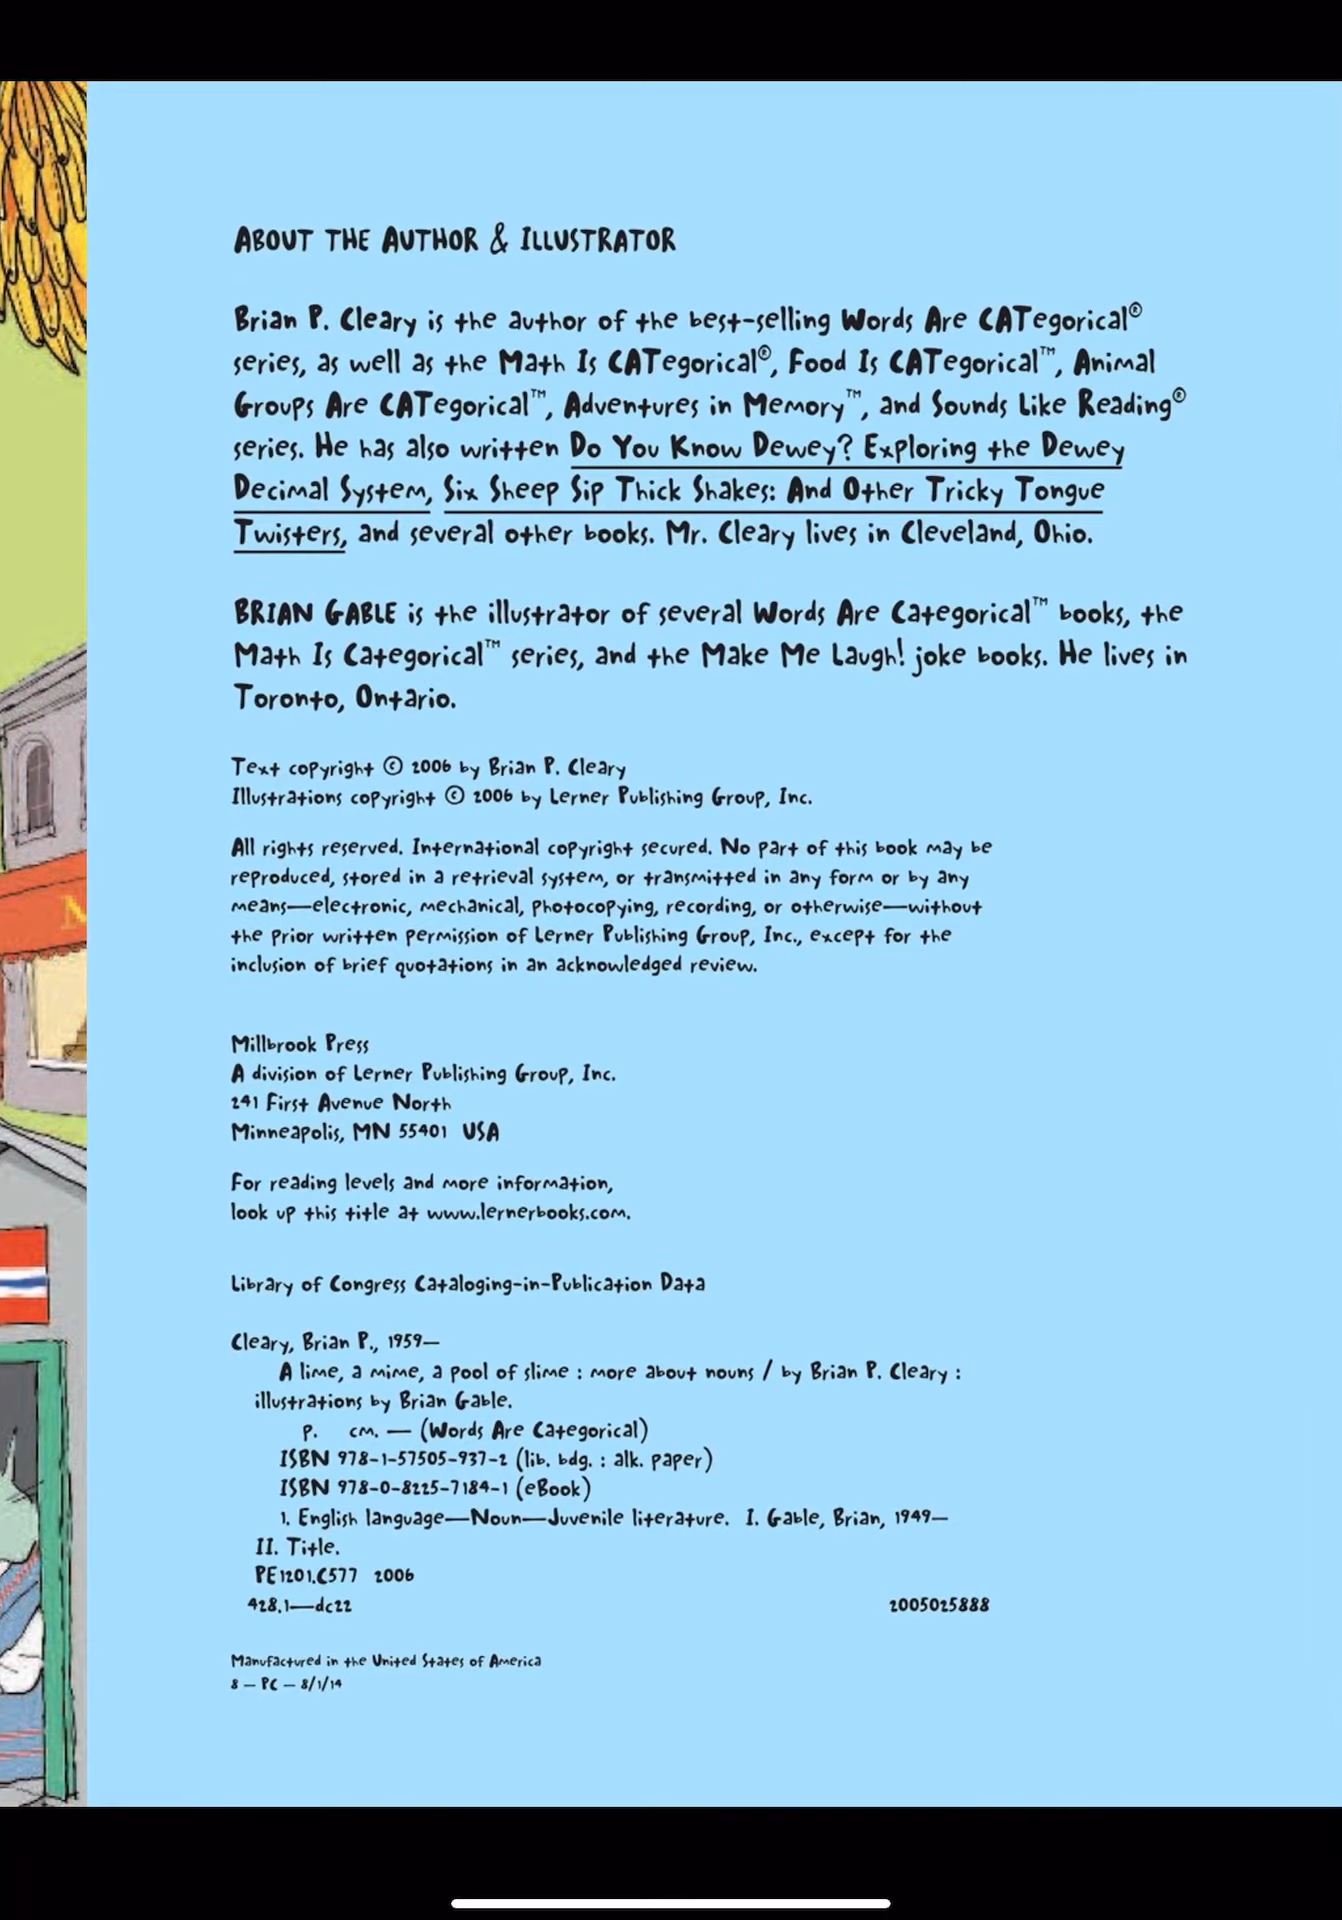 ABOUT THE AUTHOR & ILLUSTRATOR
Brian P. Cleary is the author of the best-selling Words Are CATegorical®
series, as well as the Math Is CATegorical®, Food Is CATegorical™, Animal
Groups Are CATegorical™, Adventures in Memory™, and Sounds Like Reading®
series. He has also written Do You Know Dewey? Exploring the Dewey
Decimal System, Six Sheep Sip Thick Shakes: And Other Tricky Tongue
Twisters, and several other books. Mr. Cleary lives in Cleveland, Ohio.
BRIAN GABLE is the illustrator of several Words Are Categorical™ books, the
Math Is Categorical™ series, and the Make Me Laugh! joke books. He lives in
Toronto, Ontario.
Text copyright © 2006 by Brian P. Cleary
Illustrations copyright © 2006 by Lerner Publishing Group, Inc.
All rights reserved. International copyright secured. No part of this book may be
reproduced, stored in a retrieval system, or transmitted in any form or by any
means—electronic, mechanical, photocopying, recording, or otherwise—without
the prior written permission of Lerner Publishing Group, Inc., except for the
inclusion of brief quotations in an acknowledged review.
Millbrook Press
A division of Lerner Publishing Group, Inc.
241 First Avenue North
Minneapolis, MN 55401 USA
For reading levels and more information,
look up this title at www.lernerbooks.com.
Library of Congress Cataloging-in-Publication Data
Cleary, Brian P., 1959—
A lime, a mime, a pool of slime : more about nouns / by Brian P. Cleary :
illustrations by Brian Gable.
p. cm. — (Words Are Categorical)
ISBN 978-1-57505-937-2 (lib. bdg. : alk. paper)
ISBN 978-0-8225-7184-1 (eBook)
1. English language—Noun—Juvenile literature. I. Gable, Brian, 1949—
II. Title.
PE1201.C577 2006
428.1—dc22 2005025888
Manufactured in the United States of America
8 – PC – 8/1/14